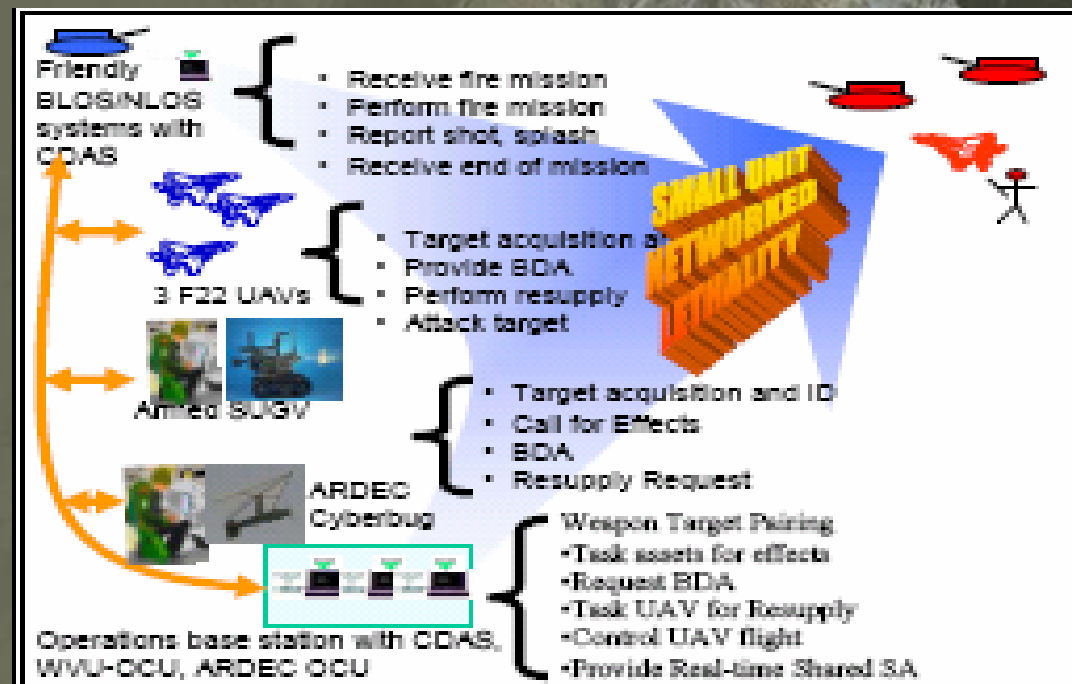 Friendly
BLOS/NLOS
systems with
CDAS
• Receive fire mission
• Perform fire mission
• Report shot, splash
• Receive end of mission
3 F22 UAVs
• Target acquisition a
• Provide BDA
• Perform resupply
• Attack target
SMALL UNIT
NETWORKED
LETHALITY
Armed SUGV
• Target acquisition and ID
• Call for Effects
• BDA
• Resupply Request
ARDEC
Cyberbug
Operations base station with CDAS,
WVU-OCU, ARDEC OCU
Weapon Target Pairing
•Task assets for effects
•Request BDA
•Task UAV for Resupply
•Control UAV flight
•Provide Real-time Shared SA